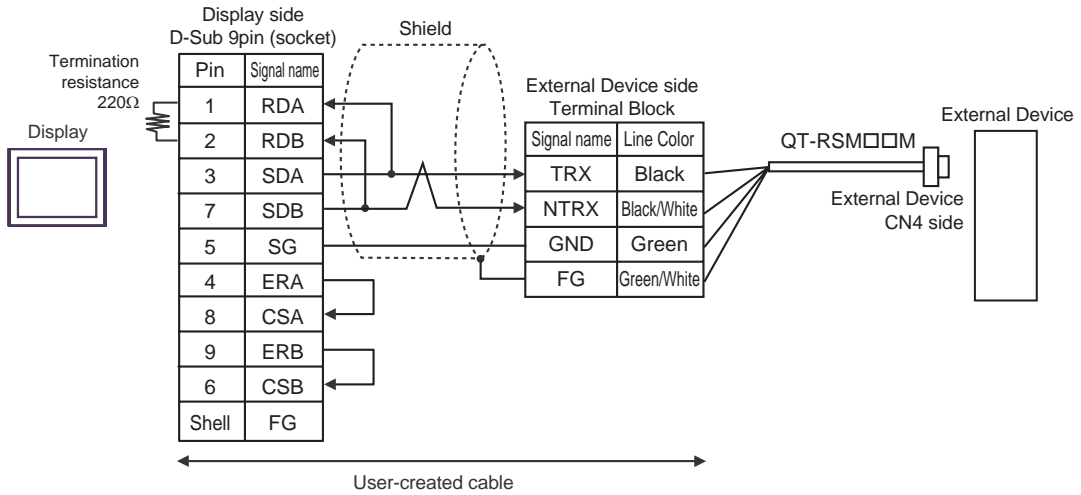 Display side
D-Sub 9pin (socket)
Shield
Termination
resistance
220Ω
Display
Pin Signal name
1 RDA
2 RDB
3 SDA
7 SDB
5 SG
4 ERA
8 CSA
9 ERB
6 CSB
Shell FG
External Device side
Terminal Block
Signal name Line Color
TRX Black
NTRX Black/White
GND Green
FG Green/White
QT-RSM□□M
External Device
CN4 side
External Device
User-created cable